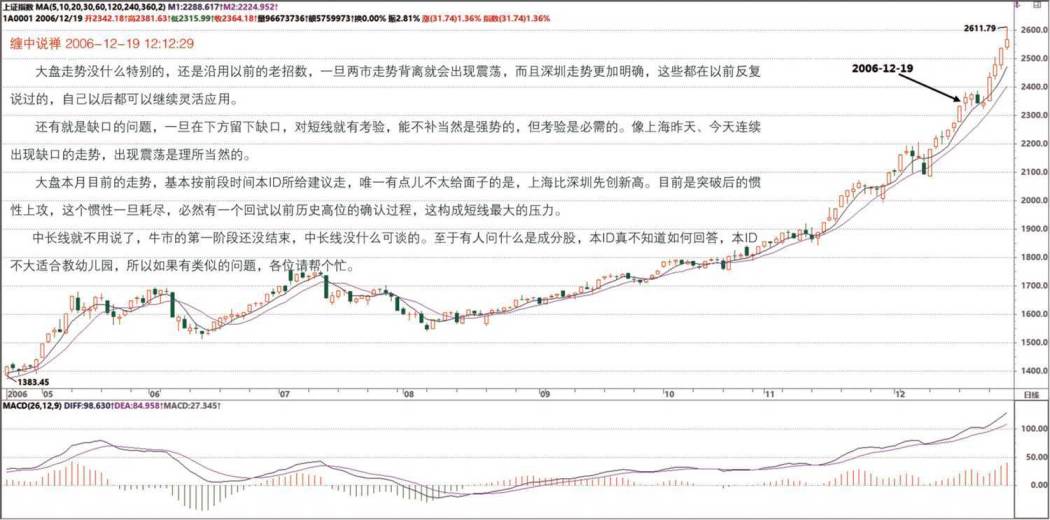 上证指数 MA(5,10,20,30,60,120,240,360,2) M1:2288.617↑M2:2224.952↑
1A0001 2006/12/19 开2342.18↑高2381.63↑低2315.99↑收2364.18↑量96673736↑额5759973↑换0.00% 振2.81% 涨(31.74)1.36% 指数(31.74)1.36%
2611.79
2600.0
缠中说禅 2006-12-19 12:12:29
大盘走势没什么特别的，还是沿用以前的老招数，一旦两市走势背离就会出现震荡，而且深圳走势更加明确，这些都在以前反复
说过的，自己以后都可以继续灵活应用。
2006-12-19
2500.0
2400.0
还有就是缺口的问题，一旦在下方留下缺口，对短线就有考验，能不补当然是强势的，但考验是必需的。像上海昨天、今天连续
出现缺口的走势，出现震荡是理所当然的。
2300.0
2200.0
大盘本月目前的走势，基本按前段时间本ID所给建议走，唯一有点儿不太给面子的是，上海比深圳先创新高。目前是突破后的惯
性上攻，这个惯性一旦耗尽，必然有一个回试以前历史高位的确认过程，这构成短线最大的压力。
2100.0
2000.0
1900.0
中长线就不用说了，牛市的第一阶段还没结束，中长线没什么可谈的。至于有人问什么是成分股，本ID真不知道如何回答，本ID
不大适合教幼儿园，所以如果有类似的问题，各位请帮个忙。
1800.0
1700.0
1600.0
1500.0
1400.0
1383.45
2006 05 06 07 08 09 10 11 12 日线
MACD(26,12,9) DIFF:98.630↑DEA:84.958↑MACD:27.345↑
100.00
50.00
0.00